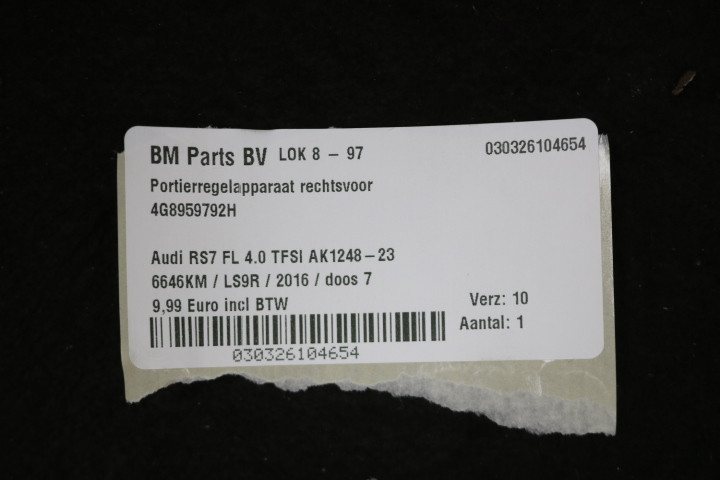 BM Parts BV LOK 8 - 97 030326104654
Portierregelapparaat rechtsvoor
4G8959792H
Audi RS7 FL 4.0 TFSI AK1248-23
6646KM / LS9R / 2016 / doos 7
9,99 Euro incl BTW Verz: 10
Aantal: 1
030326104654